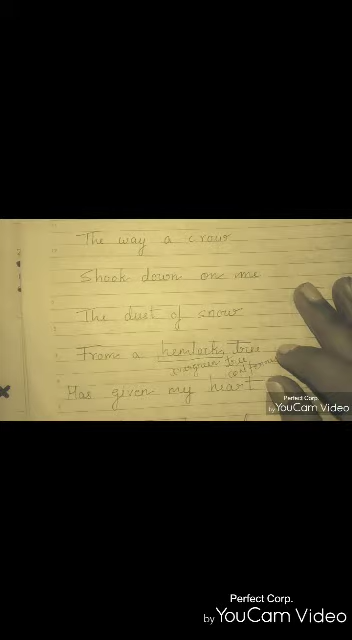 The way a crow
Shook down one me
The dust of snow
From a hemlock tree
evergreen tree
Has given my heart
Perfect Corp.
by YouCam Video
Perfect Corp.
by YouCam Video